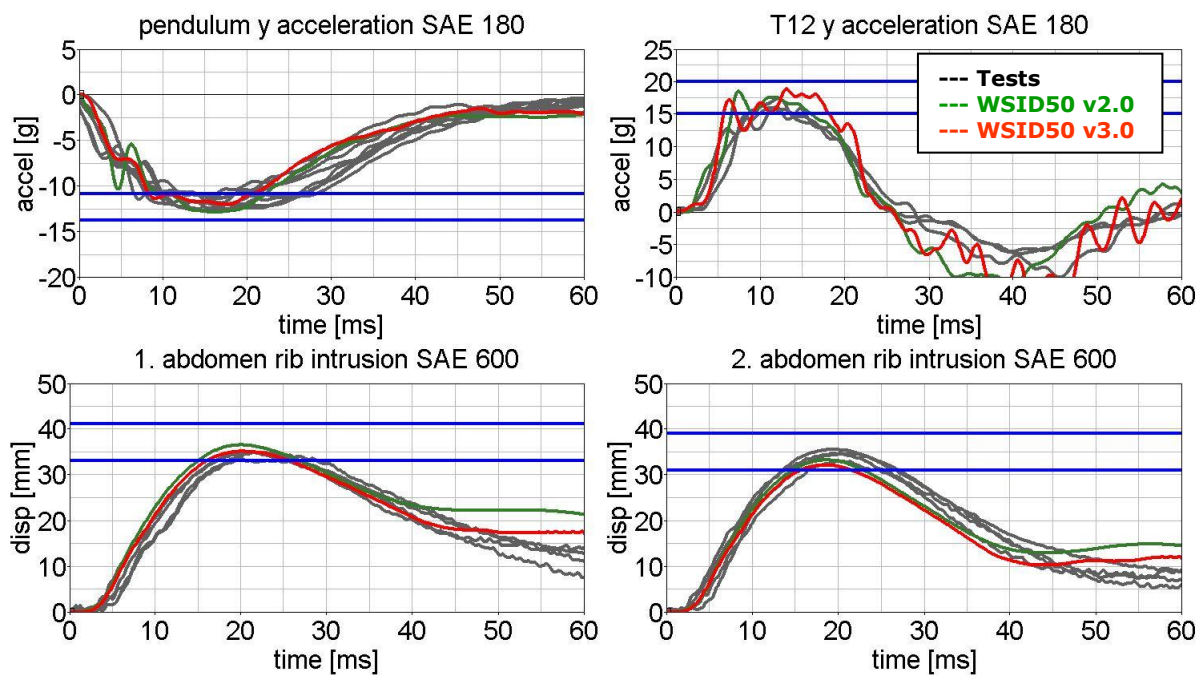 pendulum y acceleration SAE 180
accel [g]
5
0
-5
-10
-15
-20
0 10 20 30 40 50 60
time [ms]
T12 y acceleration SAE 180
accel [g]
25
20
15
10
5
0
-5
-10
0 10 20 30 40 50 60
time [ms]
--- Tests
--- WSID50 v2.0
--- WSID50 v3.0
1. abdomen rib intrusion SAE 600
disp [mm]
50
40
30
20
10
0
0 10 20 30 40 50 60
time [ms]
2. abdomen rib intrusion SAE 600
disp [mm]
50
40
30
20
10
0
0 10 20 30 40 50 60
time [ms]